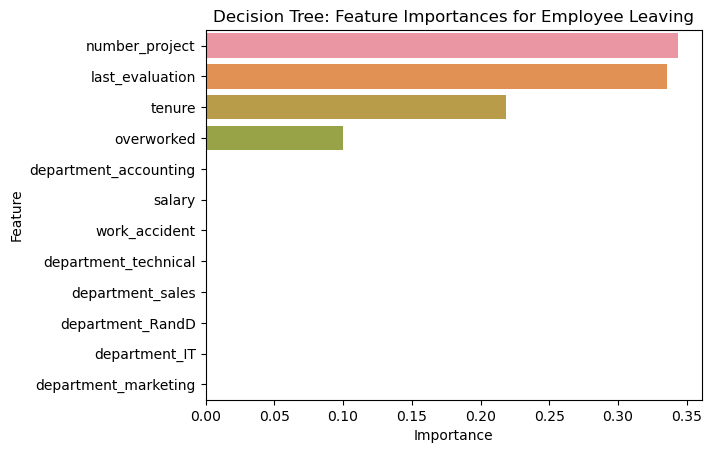 Decision Tree: Feature Importances for Employee Leaving
number_project
last_evaluation
tenure
overworked
department_accounting
salary
work_accident
department_technical
department_sales
department_RandD
department_IT
department_marketing
Feature
0.00 0.05 0.10 0.15 0.20 0.25 0.30 0.35
Importance